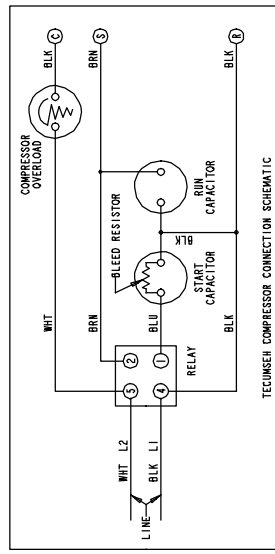 C
S
R
BLK
BRN
BLK
COMPRESSOR
OVERLOAD
BLEED RESISTOR
RUN
CAPACITOR
BLK
START
CAPACITOR
WHT
BRN
BLU
BLK
2
1
5
4
RELAY
WHT L2
BLK L1
LINE
TECUMSEH COMPRESSOR CONNECTION SCHEMATIC